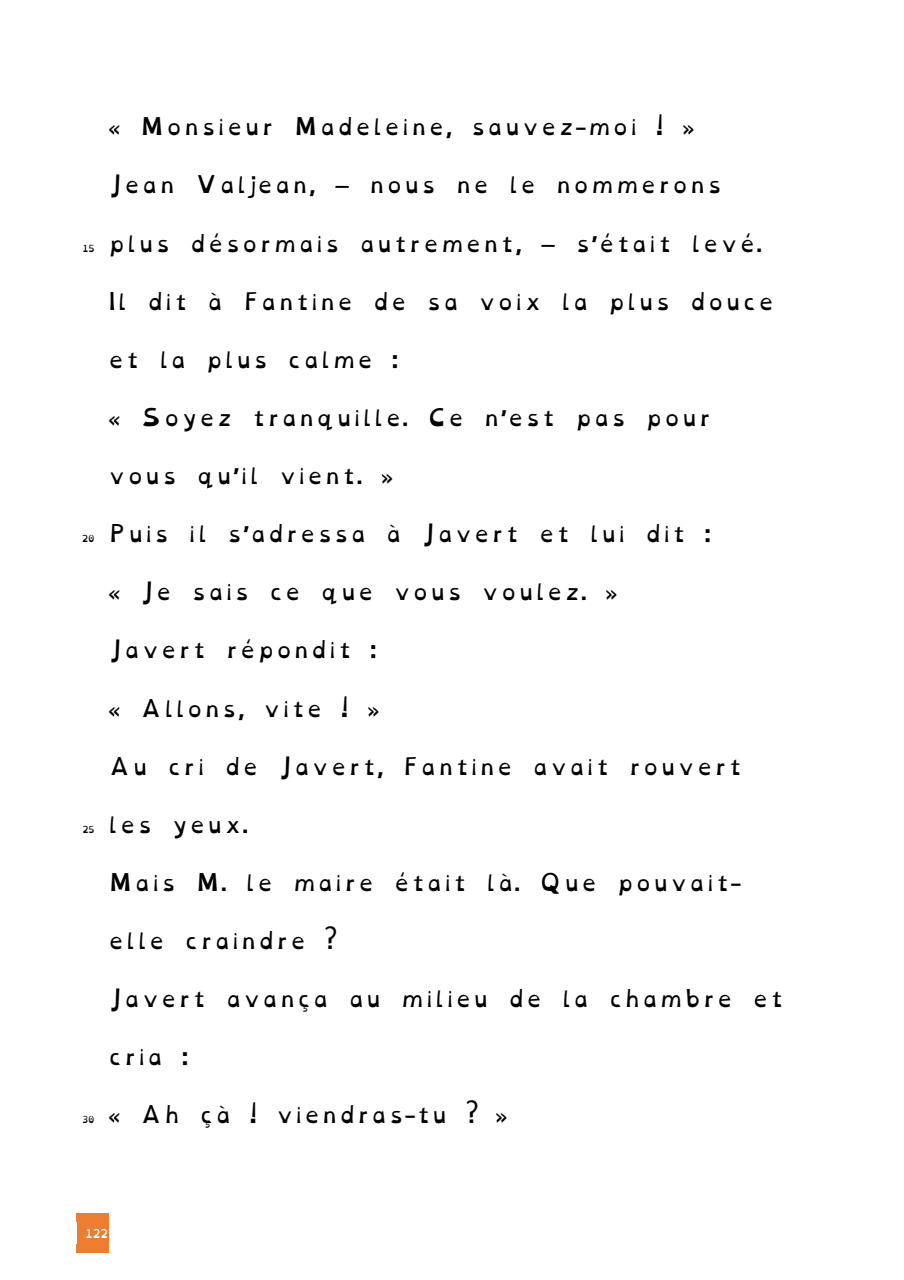 « Monsieur Madeleine, sauvez-moi ! »
Jean Valjean, – nous ne le nommerons
15 plus désormais autrement, – s’était levé.
Il dit à Fantine de sa voix la plus douce
et la plus calme :
« Soyez tranquille. Ce n’est pas pour
vous qu’il vient. »
20 Puis il s’adressa à Javert et lui dit :
« Je sais ce que vous voulez. »
Javert répondit :
« Allons, vite ! »
Au cri de Javert, Fantine avait rouvert
25 les yeux.
Mais M. le maire était là. Que pouvait-
elle craindre ?
Javert avança au milieu de la chambre et
cria :
30 « Ah çà ! viendras-tu ? »
122